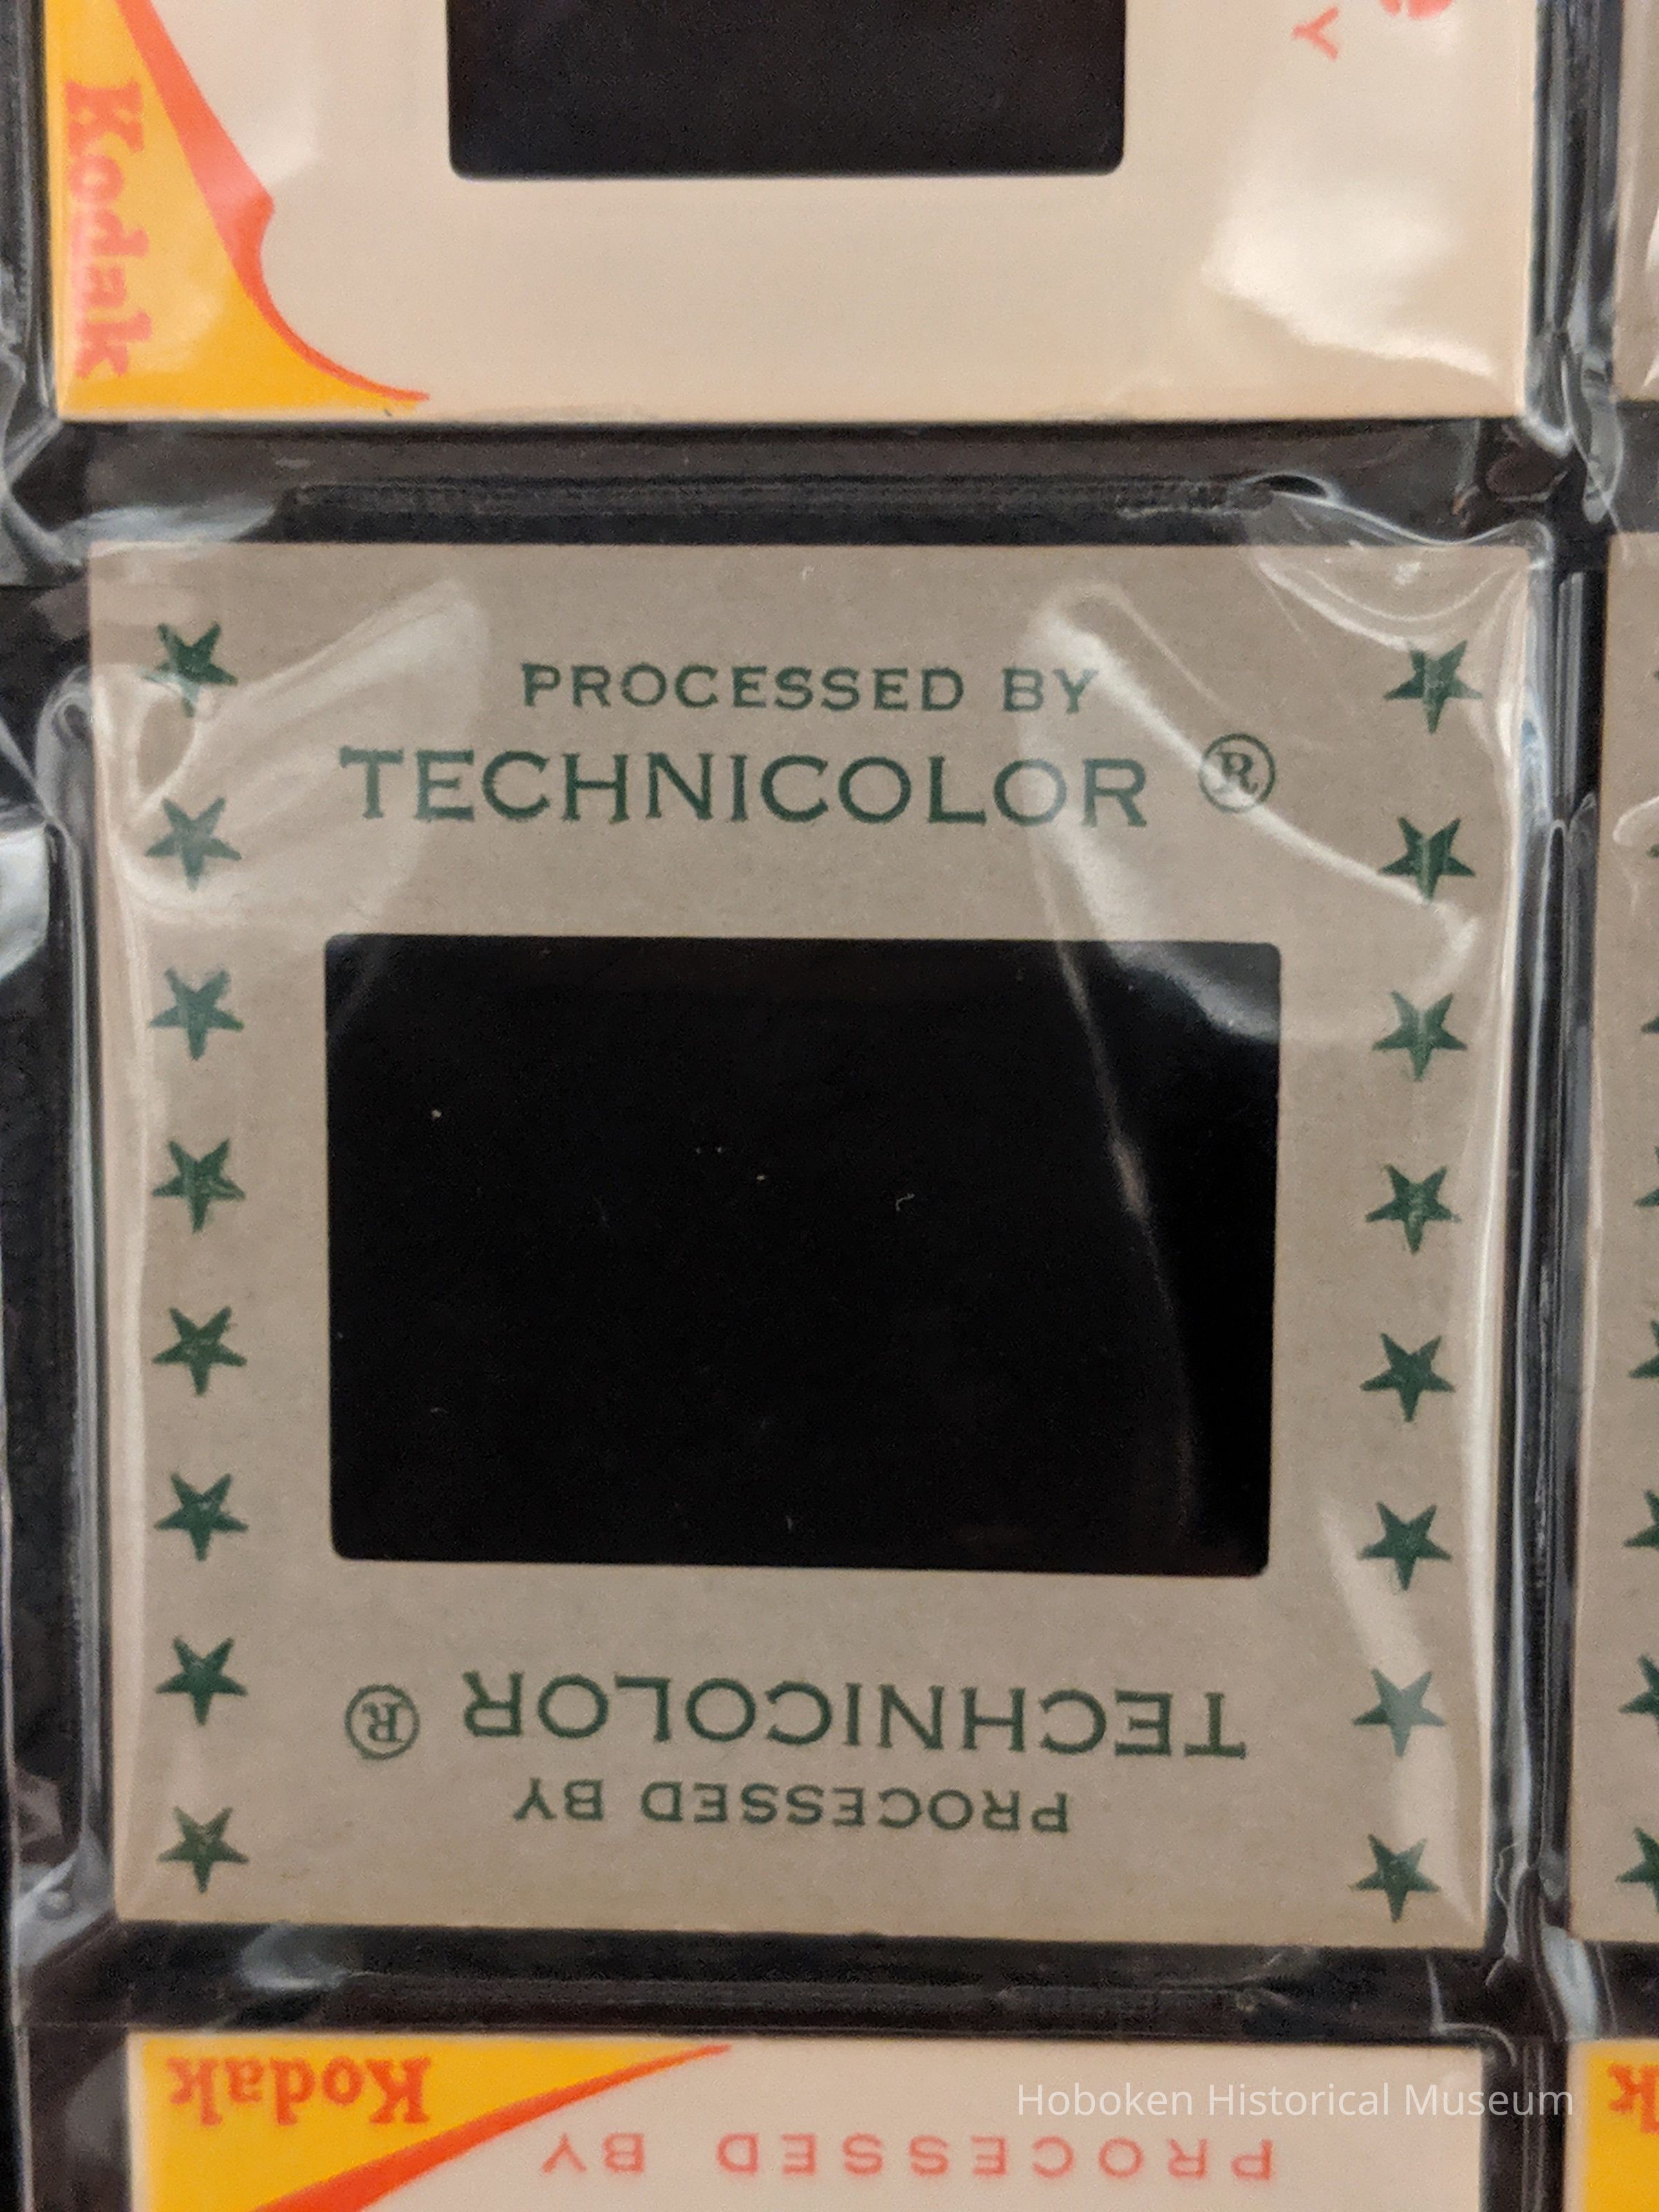 Kodak
Y
PROCESSED BY
TECHNICOLOR ®
TECHNICOLOR ®
PROCESSED BY
Kodak
PROCESSED BY
k
Hoboken Historical Museum